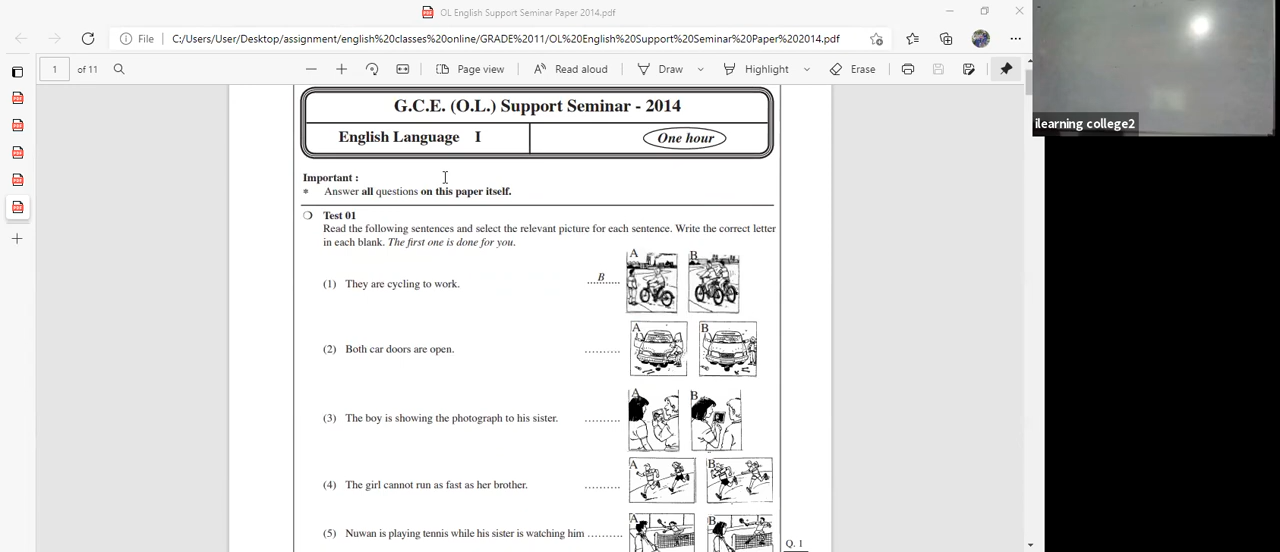 OL English Support Seminar Paper 2014.pdf
File C:/Users/User/Desktop/assignment/english%20classes%20online/GRADE%2011/OL%20English%20Support%20Seminar%20Paper%202014.pdf
1 of 11 Page view Read aloud Draw Highlight Erase
ilearning college2
G.C.E. (O.L.) Support Seminar - 2014
English Language I One hour
Important :
* Answer all questions on this paper itself.
Test 01
Read the following sentences and select the relevant picture for each sentence. Write the correct letter
in each blank. The first one is done for you.
A B
(1) They are cycling to work. ....B....
A B
(2) Both car doors are open. ..........
A B
(3) The boy is showing the photograph to his sister. ..........
A B
(4) The girl cannot run as fast as her brother. ..........
A B
(5) Nuwan is playing tennis while his sister is watching him ..........
Q. 1